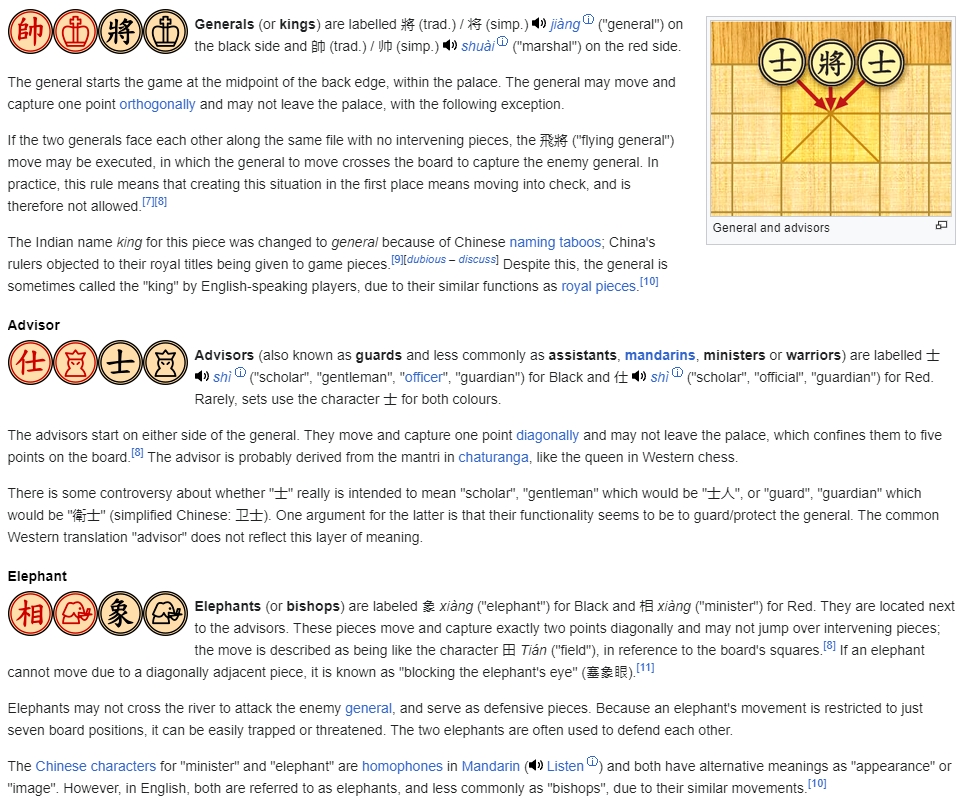 帥 將 Generals (or kings) are labelled 將 (trad.) / 将 (simp.) jiàng ("general") on
the black side and 帥 (trad.) / 帅 (simp.) shuài ("marshal") on the red side.
The general starts the game at the midpoint of the back edge, within the palace. The general may move and
capture one point orthogonally and may not leave the palace, with the following exception.
If the two generals face each other along the same file with no intervening pieces, the 飛將 ("flying general")
move may be executed, in which the general to move crosses the board to capture the enemy general. In
practice, this rule means that creating this situation in the first place means moving into check, and is
therefore not allowed.[7][8]
The Indian name king for this piece was changed to general because of Chinese naming taboos; China's
rulers objected to their royal titles being given to game pieces.[9][dubious – discuss] Despite this, the general is
sometimes called the "king" by English-speaking players, due to their similar functions as royal pieces.[10]
士 將 士
General and advisors
Advisor
仕 士 Advisors (also known as guards and less commonly as assistants, mandarins, ministers or warriors) are labelled 士
shì ("scholar", "gentleman", "officer", "guardian") for Black and 仕 shì ("scholar", "official", "guardian") for Red.
Rarely, sets use the character 士 for both colours.
The advisors start on either side of the general. They move and capture one point diagonally and may not leave the palace, which confines them to five
points on the board.[8] The advisor is probably derived from the mantri in chaturanga, like the queen in Western chess.
There is some controversy about whether "士" really is intended to mean "scholar", "gentleman" which would be "士人", or "guard", "guardian" which
would be "衛士" (simplified Chinese: 卫士). One argument for the latter is that their functionality seems to be to guard/protect the general. The common
Western translation "advisor" does not reflect this layer of meaning.
Elephant
相 象 Elephants (or bishops) are labeled 象 xiàng ("elephant") for Black and 相 xiàng ("minister") for Red. They are located next
to the advisors. These pieces move and capture exactly two points diagonally and may not jump over intervening pieces;
the move is described as being like the character 田 Tián ("field"), in reference to the board's squares.[8] If an elephant
cannot move due to a diagonally adjacent piece, it is known as "blocking the elephant's eye" (塞象眼).[11]
Elephants may not cross the river to attack the enemy general, and serve as defensive pieces. Because an elephant's movement is restricted to just
seven board positions, it can be easily trapped or threatened. The two elephants are often used to defend each other.
The Chinese characters for "minister" and "elephant" are homophones in Mandarin (Listen) and both have alternative meanings as "appearance" or
"image". However, in English, both are referred to as elephants, and less commonly as "bishops", due to their similar movements.[10]